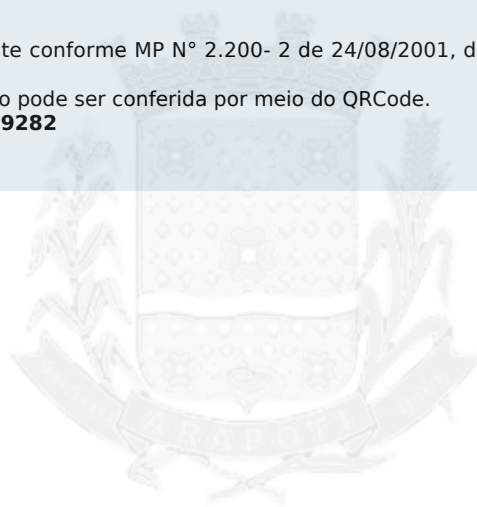 te conforme MP N° 2.200- 2 de 24/08/2001, d
o pode ser conferida por meio do QRCode.
9282
ARAPOTI